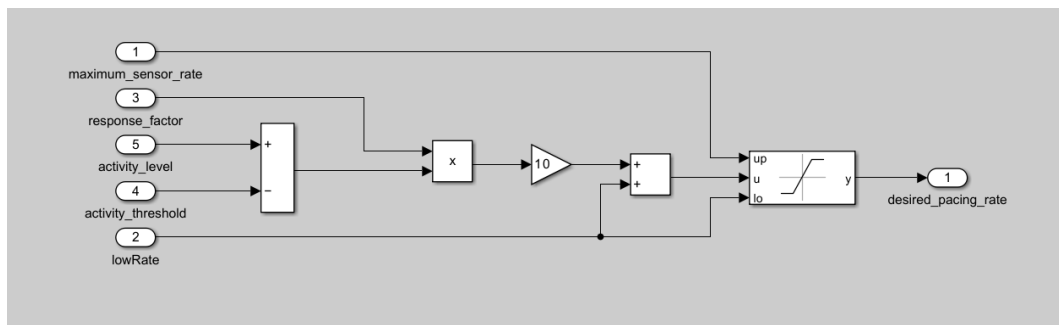 1
maximum_sensor_rate
3
response_factor
5
activity_level
4
activity_threshold
2
lowRate
+
−
x
10
+
+
up
u
lo
y
1
desired_pacing_rate